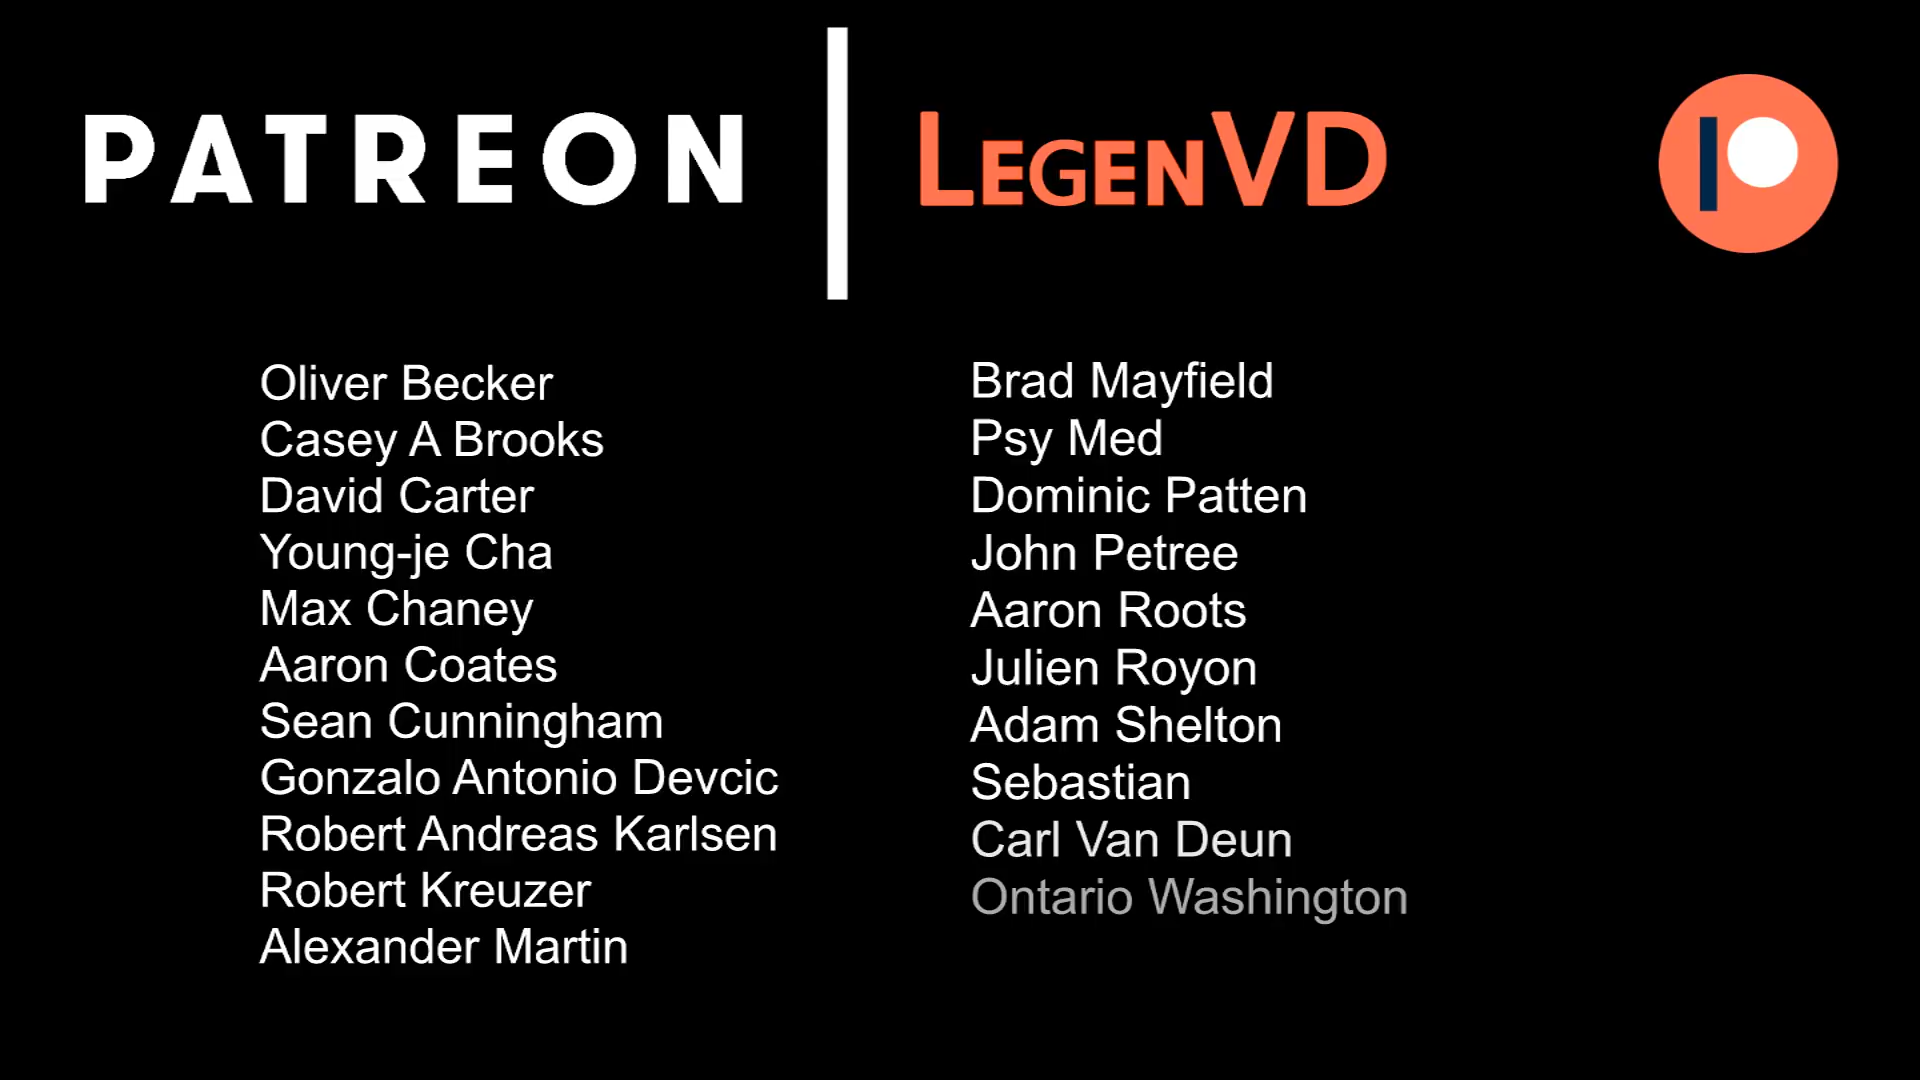 PATREON
LEGENVD
Oliver Becker
Casey A Brooks
David Carter
Young-je Cha
Max Chaney
Aaron Coates
Sean Cunningham
Gonzalo Antonio Devcic
Robert Andreas Karlsen
Robert Kreuzer
Alexander Martin
Brad Mayfield
Psy Med
Dominic Patten
John Petree
Aaron Roots
Julien Royon
Adam Shelton
Sebastian
Carl Van Deun
Ontario Washington